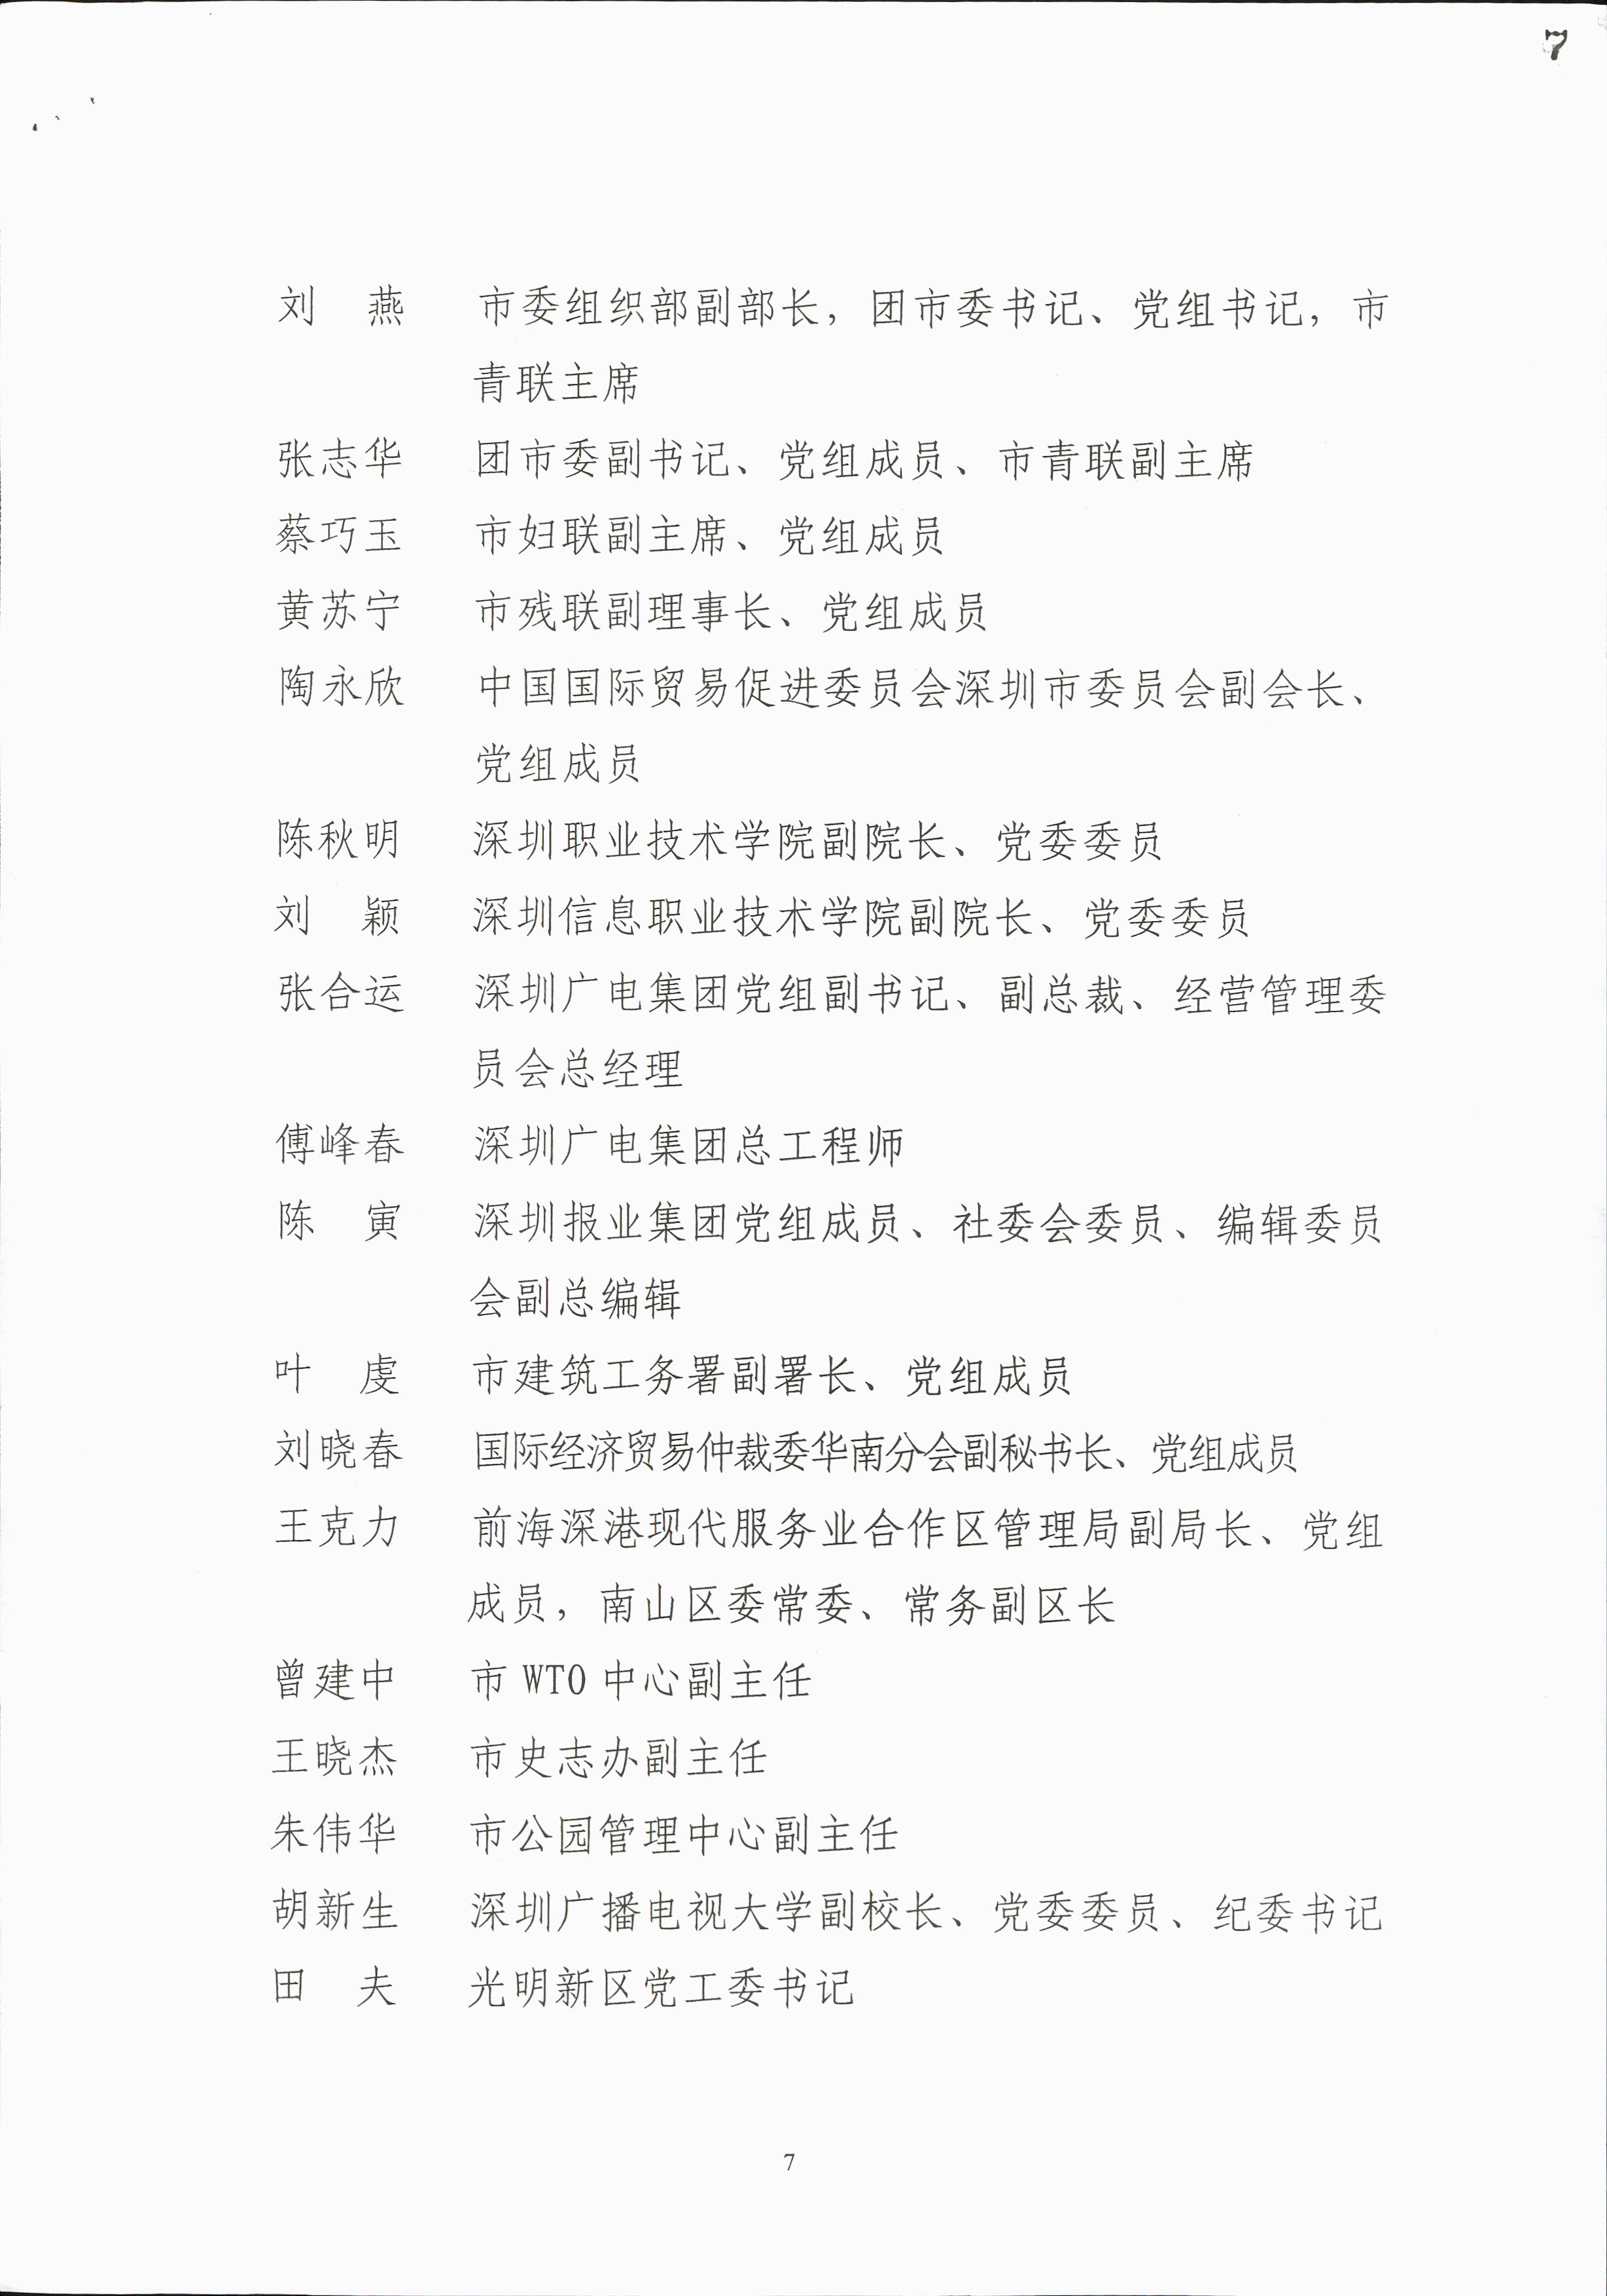 7
刘　燕　市委组织部副部长，团市委书记、党组书记，市
青联主席
张志华　团市委副书记、党组成员、市青联副主席
蔡巧玉　市妇联副主席、党组成员
黄苏宁　市残联副理事长、党组成员
陶永欣　中国国际贸易促进委员会深圳市委员会副会长、
党组成员
陈秋明　深圳职业技术学院副院长、党委委员
刘　颖　深圳信息职业技术学院副院长、党委委员
张合运　深圳广电集团党组副书记、副总裁、经营管理委
员会总经理
傅峰春　深圳广电集团总工程师
陈　寅　深圳报业集团党组成员、社委会委员、编辑委员
会副总编辑
叶　虔　市建筑工务署副署长、党组成员
刘晓春　国际经济贸易仲裁委华南分会副秘书长、党组成员
王克力　前海深港现代服务业合作区管理局副局长、党组
成员，南山区委常委、常务副区长
曾建中　市 WTO 中心副主任
王晓杰　市史志办副主任
朱伟华　市公园管理中心副主任
胡新生　深圳广播电视大学副校长、党委委员、纪委书记
田　夫　光明新区党工委书记
7